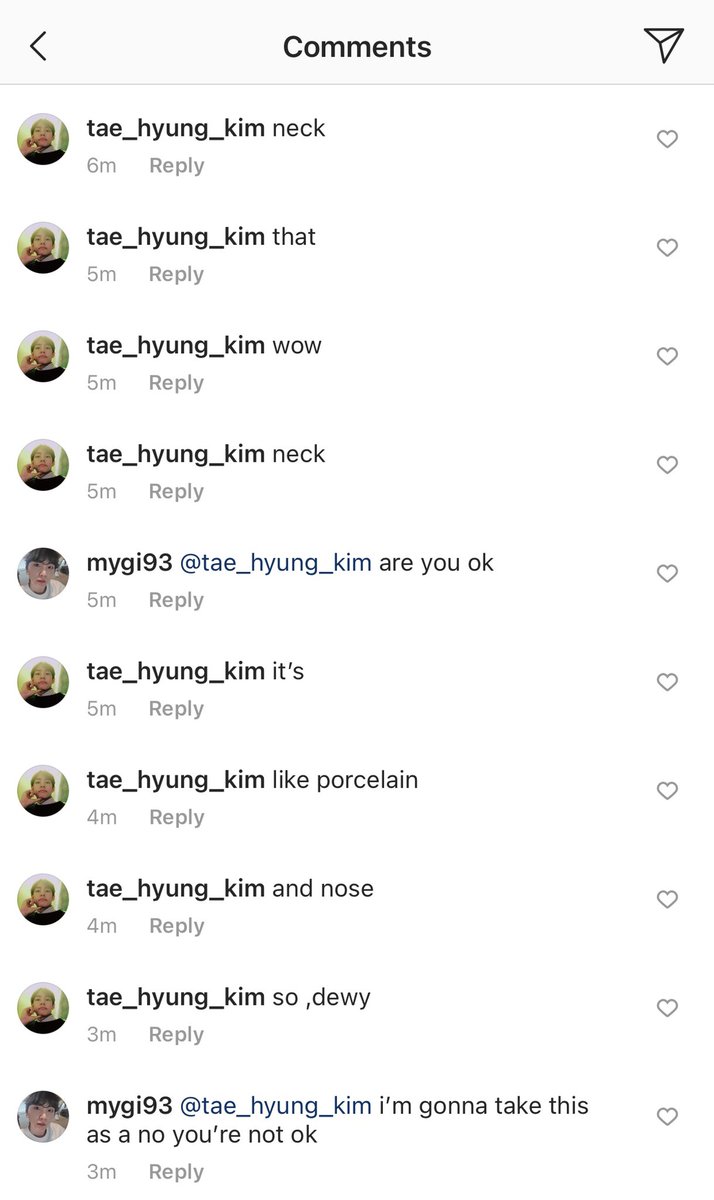 Comments
tae_hyung_kim neck
6m Reply
tae_hyung_kim that
5m Reply
tae_hyung_kim wow
5m Reply
tae_hyung_kim neck
5m Reply
mygi93 @tae_hyung_kim are you ok
5m Reply
tae_hyung_kim it’s
5m Reply
tae_hyung_kim like porcelain
4m Reply
tae_hyung_kim and nose
4m Reply
tae_hyung_kim so ,dewy
3m Reply
mygi93 @tae_hyung_kim i’m gonna take this
as a no you’re not ok
3m Reply